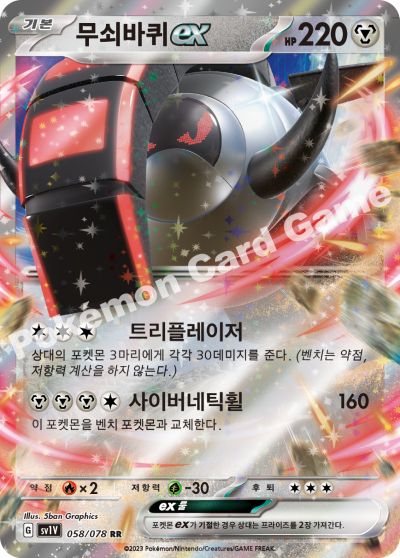 기본
무쇠바퀴 ex
HP 220
Pokémon Card Game
트리플레이저
상대의 포켓몬 3마리에게 각각 30데미지를 준다. (벤치는 약점,
저항력 계산을 하지 않는다.)
사이버네틱휠 160
이 포켓몬을 벤치 포켓몬과 교체한다.
약점 ×2 저항력 -30 후퇴
Illus. 5ban Graphics
ex 룰
G sv1V 058/078 RR
포켓몬 ex가 기절한 경우 상대는 프라이즈를 2장 가져간다.
©2023 Pokémon/Nintendo/Creatures/GAME FREAK.